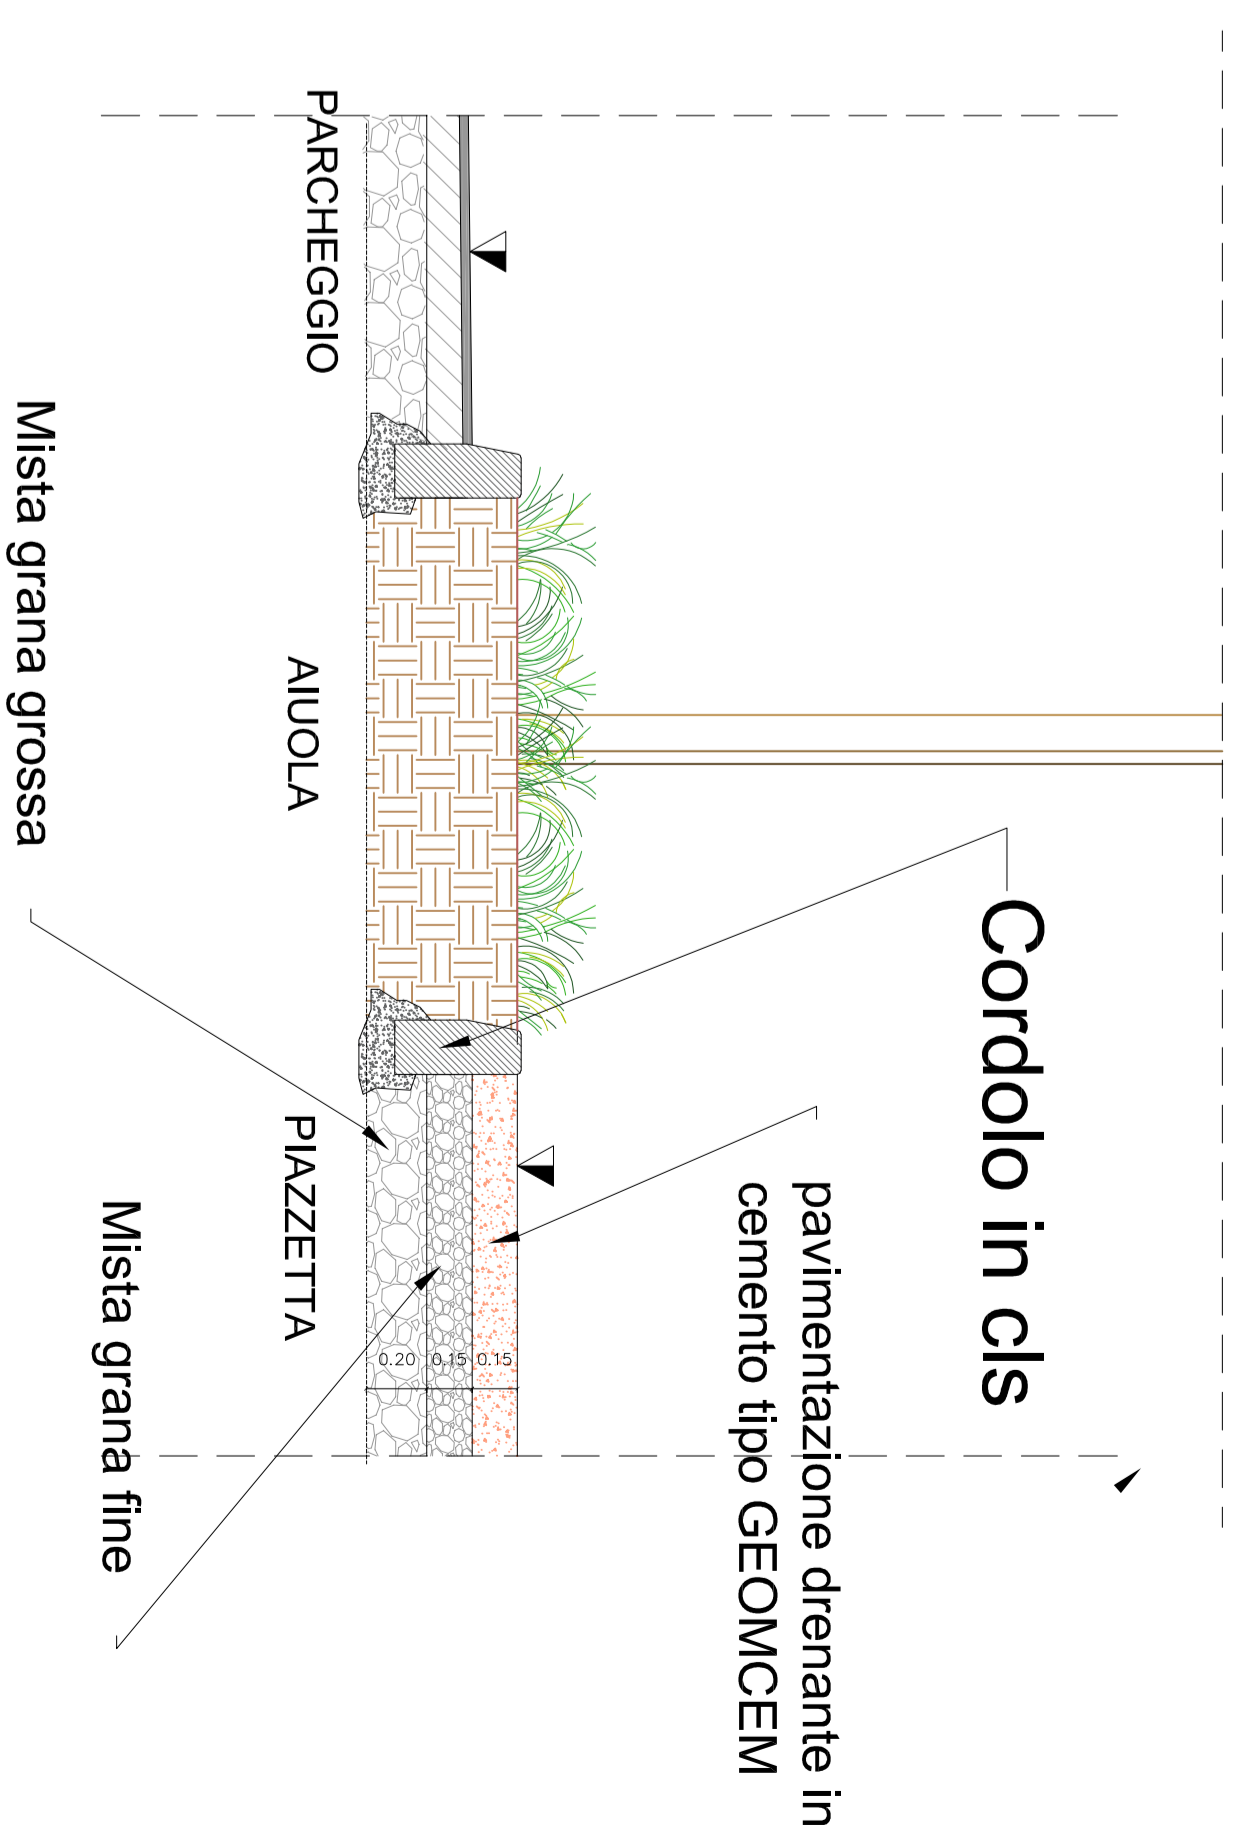 Cordolo in cls
pavimentazione drenante in
cemento tipo GEOMCEM
0.15
0.15
0.20
PARCHEGGIO
AIUOLA
PIAZZETTA
Mista grana fine
Mista grana grossa